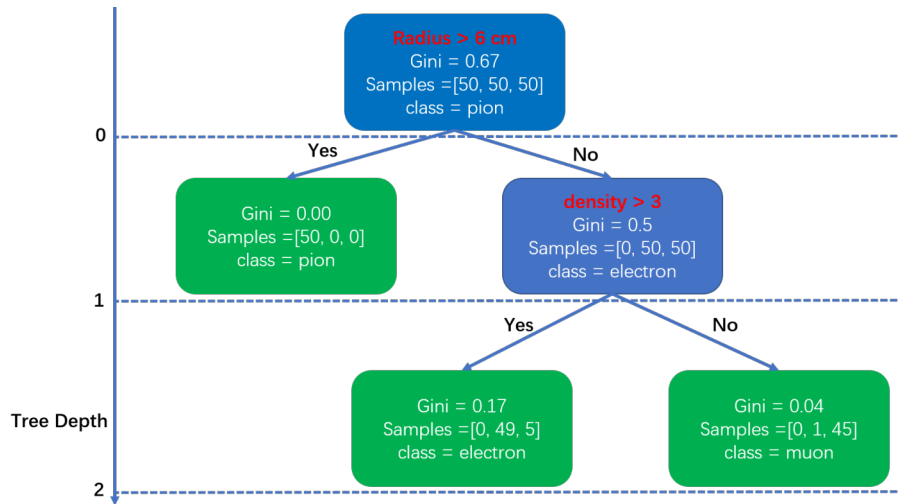 Radius > 6 cm
Gini = 0.67
Samples =[50, 50, 50]
class = pion
0
Yes
No
Gini = 0.00
Samples =[50, 0, 0]
class = pion
density > 3
Gini = 0.5
Samples =[0, 50, 50]
class = electron
1
Yes
No
Gini = 0.17
Samples =[0, 49, 5]
class = electron
Gini = 0.04
Samples =[0, 1, 45]
class = muon
Tree Depth
2